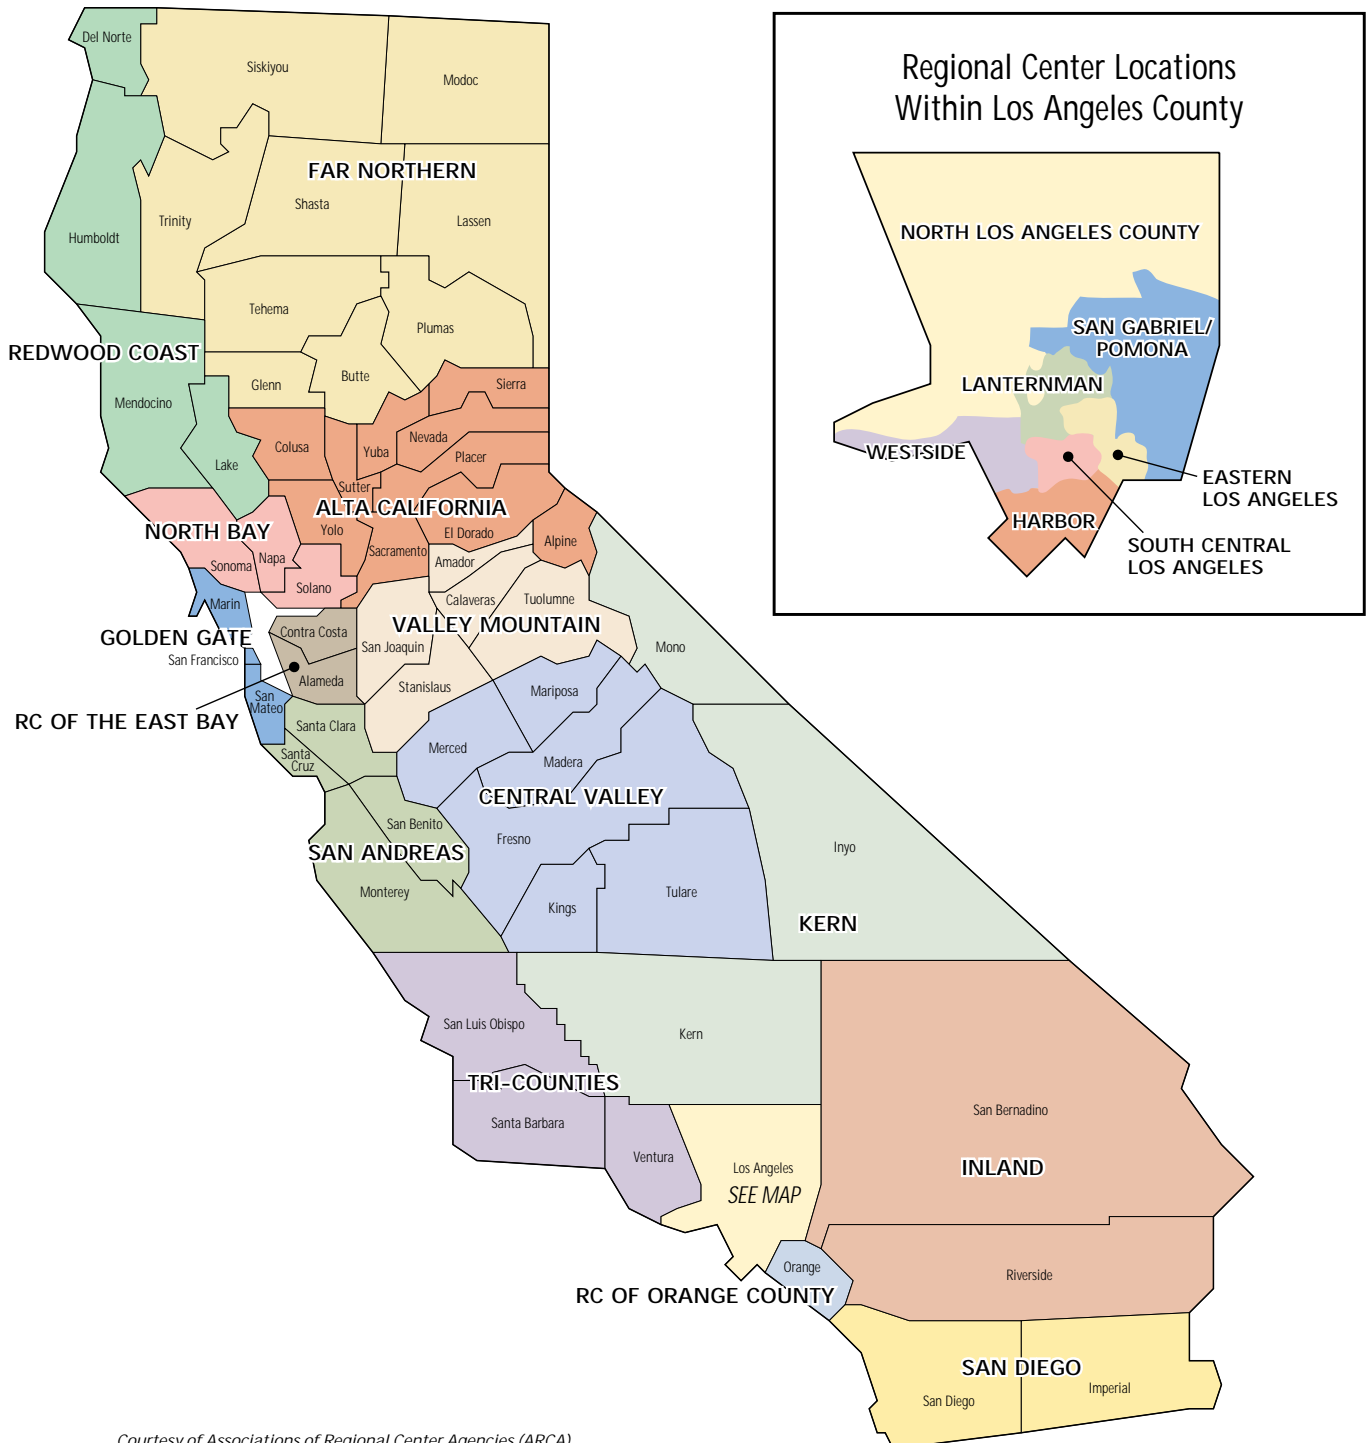 Del Norte
Siskiyou
Modoc
FAR NORTHERN
Shasta
Trinity
Lassen
Humboldt
Tehema
Plumas
REDWOOD COAST
Glenn
Butte
Sierra
Mendocino
Colusa
Yuba
Nevada
Placer
Lake
Sutter
ALTA CALIFORNIA
NORTH BAY
Yolo
El Dorado
Alpine
Sacramento
Napa
Sonoma
Amador
Solano
Marin
Calaveras
Tuolumne
VALLEY MOUNTAIN
Contra Costa
GOLDEN GATE
San Joaquin
Mono
San Francisco
Alameda
Stanislaus
Mariposa
San
Mateo
RC OF THE EAST BAY
Santa Clara
Merced
Santa
Cruz
Madera
CENTRAL VALLEY
San Benito
Fresno
SAN ANDREAS
Inyo
Monterey
Tulare
Kings
KERN
San Luis Obispo
Kern
TRI-COUNTIES
Santa Barbara
San Bernadino
Ventura
Los Angeles
SEE MAP
INLAND
Orange
Riverside
RC OF ORANGE COUNTY
SAN DIEGO
San Diego
Imperial
Courtesy of Associations of Regional Center Agencies (ARCA)
Regional Center Locations
Within Los Angeles County
NORTH LOS ANGELES COUNTY
SAN GABRIEL/
POMONA
LANTERNMAN
WESTSIDE
EASTERN
LOS ANGELES
HARBOR
SOUTH CENTRAL
LOS ANGELES